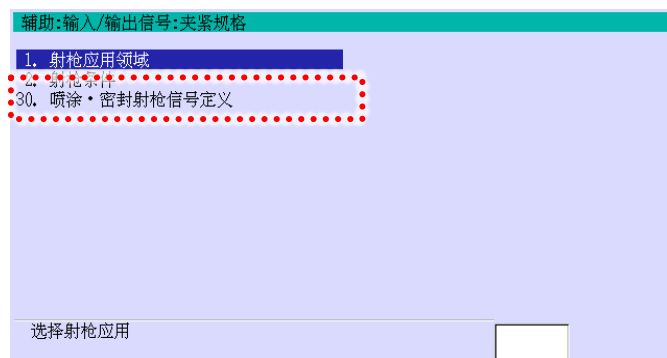 辅助:输入/输出信号:夹紧规格
1. 射枪应用领域
2. 射枪条件
30. 喷涂・密封射枪信号定义
选择射枪应用